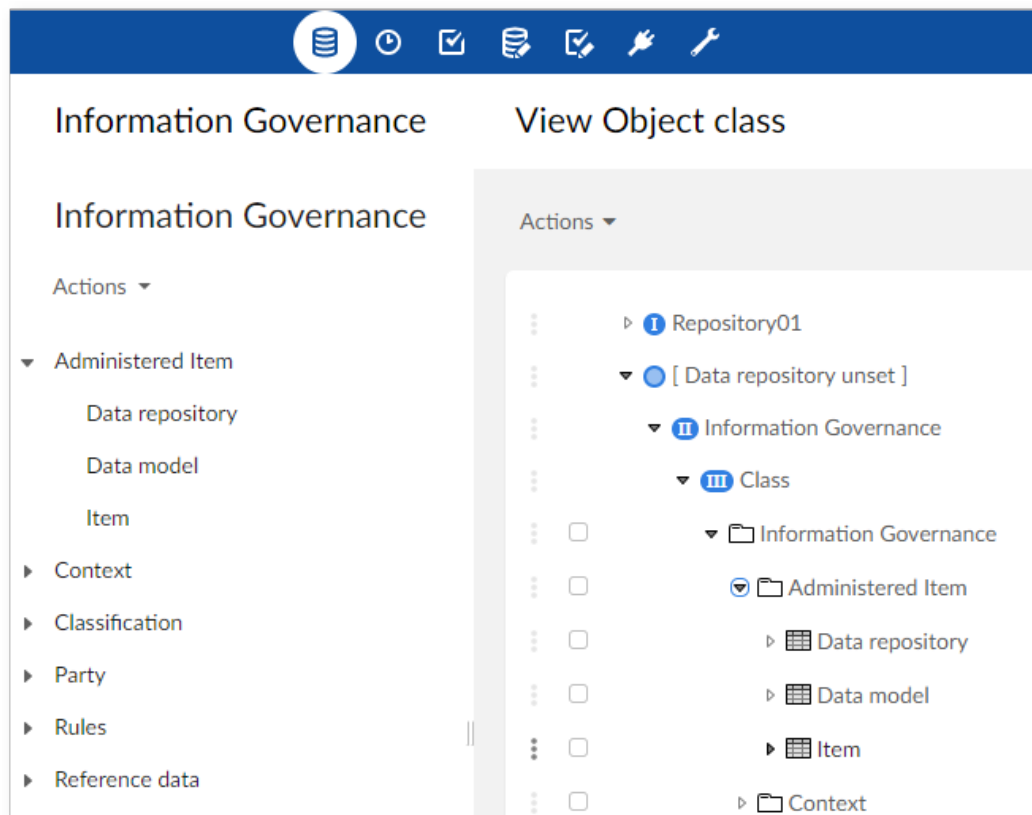 Information Governance
View Object class
Information Governance
Actions
Administered Item
Data repository
Data model
Item
Context
Classification
Party
Rules
Reference data
Actions
I Repository01
[ Data repository unset ]
II Information Governance
III Class
Information Governance
Administered Item
Data repository
Data model
Item
Context